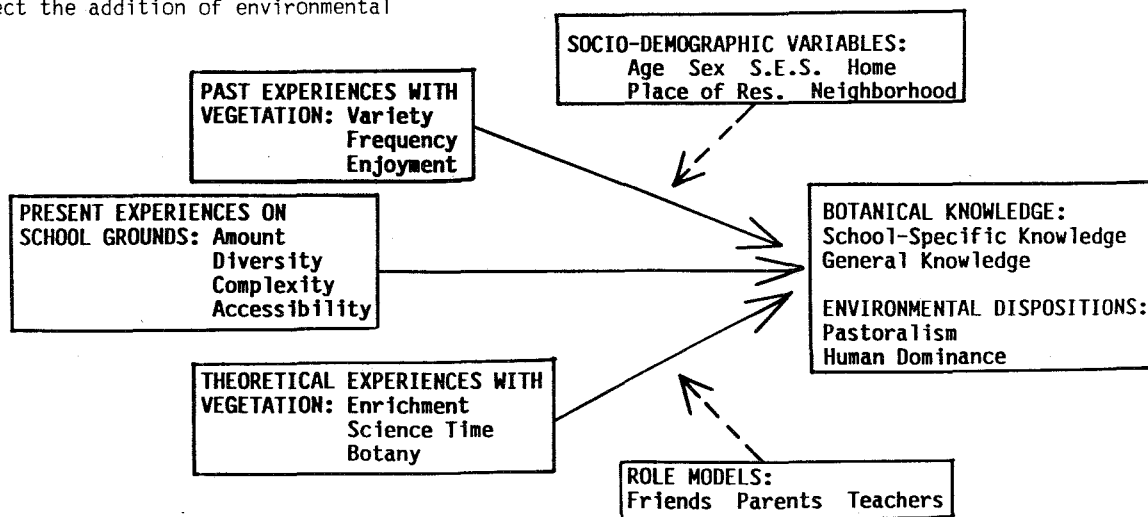 ect the addition of environmental
SOCIO-DEMOGRAPHIC VARIABLES:
Age Sex S.E.S. Home
Place of Res. Neighborhood
PAST EXPERIENCES WITH
VEGETATION: Variety
Frequency
Enjoyment
PRESENT EXPERIENCES ON
SCHOOL GROUNDS: Amount
Diversity
Complexity
Accessibility
BOTANICAL KNOWLEDGE:
School-Specific Knowledge
General Knowledge
ENVIRONMENTAL DISPOSITIONS:
Pastoralism
Human Dominance
THEORETICAL EXPERIENCES WITH
VEGETATION: Enrichment
Science Time
Botany
ROLE MODELS:
Friends Parents Teachers